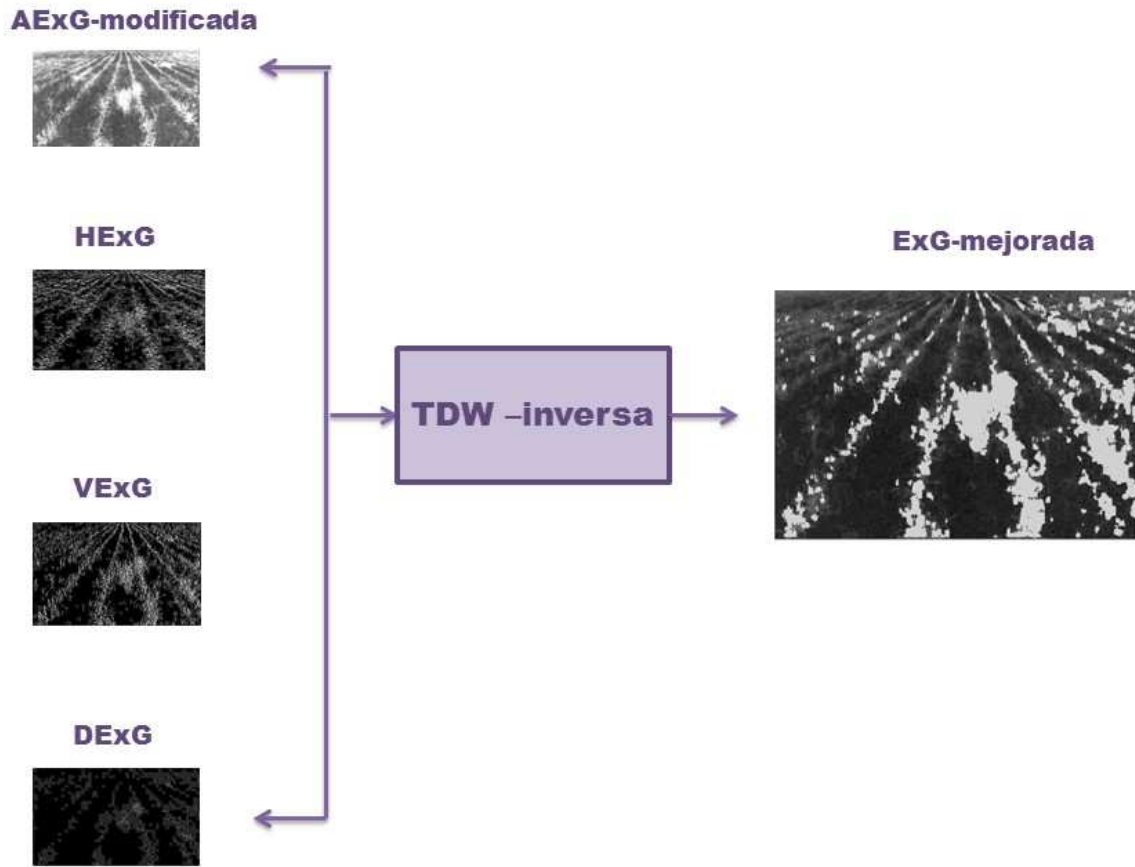 AExG-modificada
HExG
VExG
DExG
TDW –inversa
ExG-mejorada